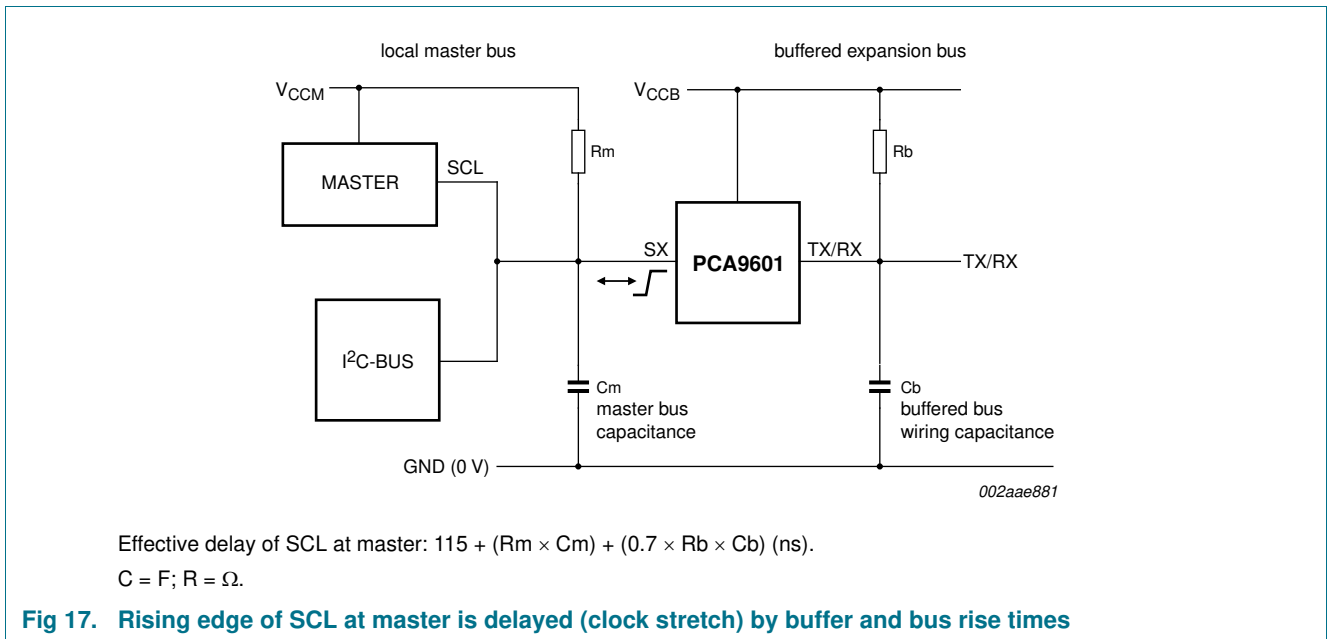 local master bus
buffered expansion bus
VCCM
VCCB
Rm
Rb
MASTER
SCL
SX
PCA9601
TX/RX
TX/RX
I2C-BUS
Cm
master bus
capacitance
Cb
buffered bus
wiring capacitance
GND (0 V)
002aae881
Effective delay of SCL at master: 115 + (Rm × Cm) + (0.7 × Rb × Cb) (ns).
C = F; R = Ω.
Fig 17. Rising edge of SCL at master is delayed (clock stretch) by buffer and bus rise times